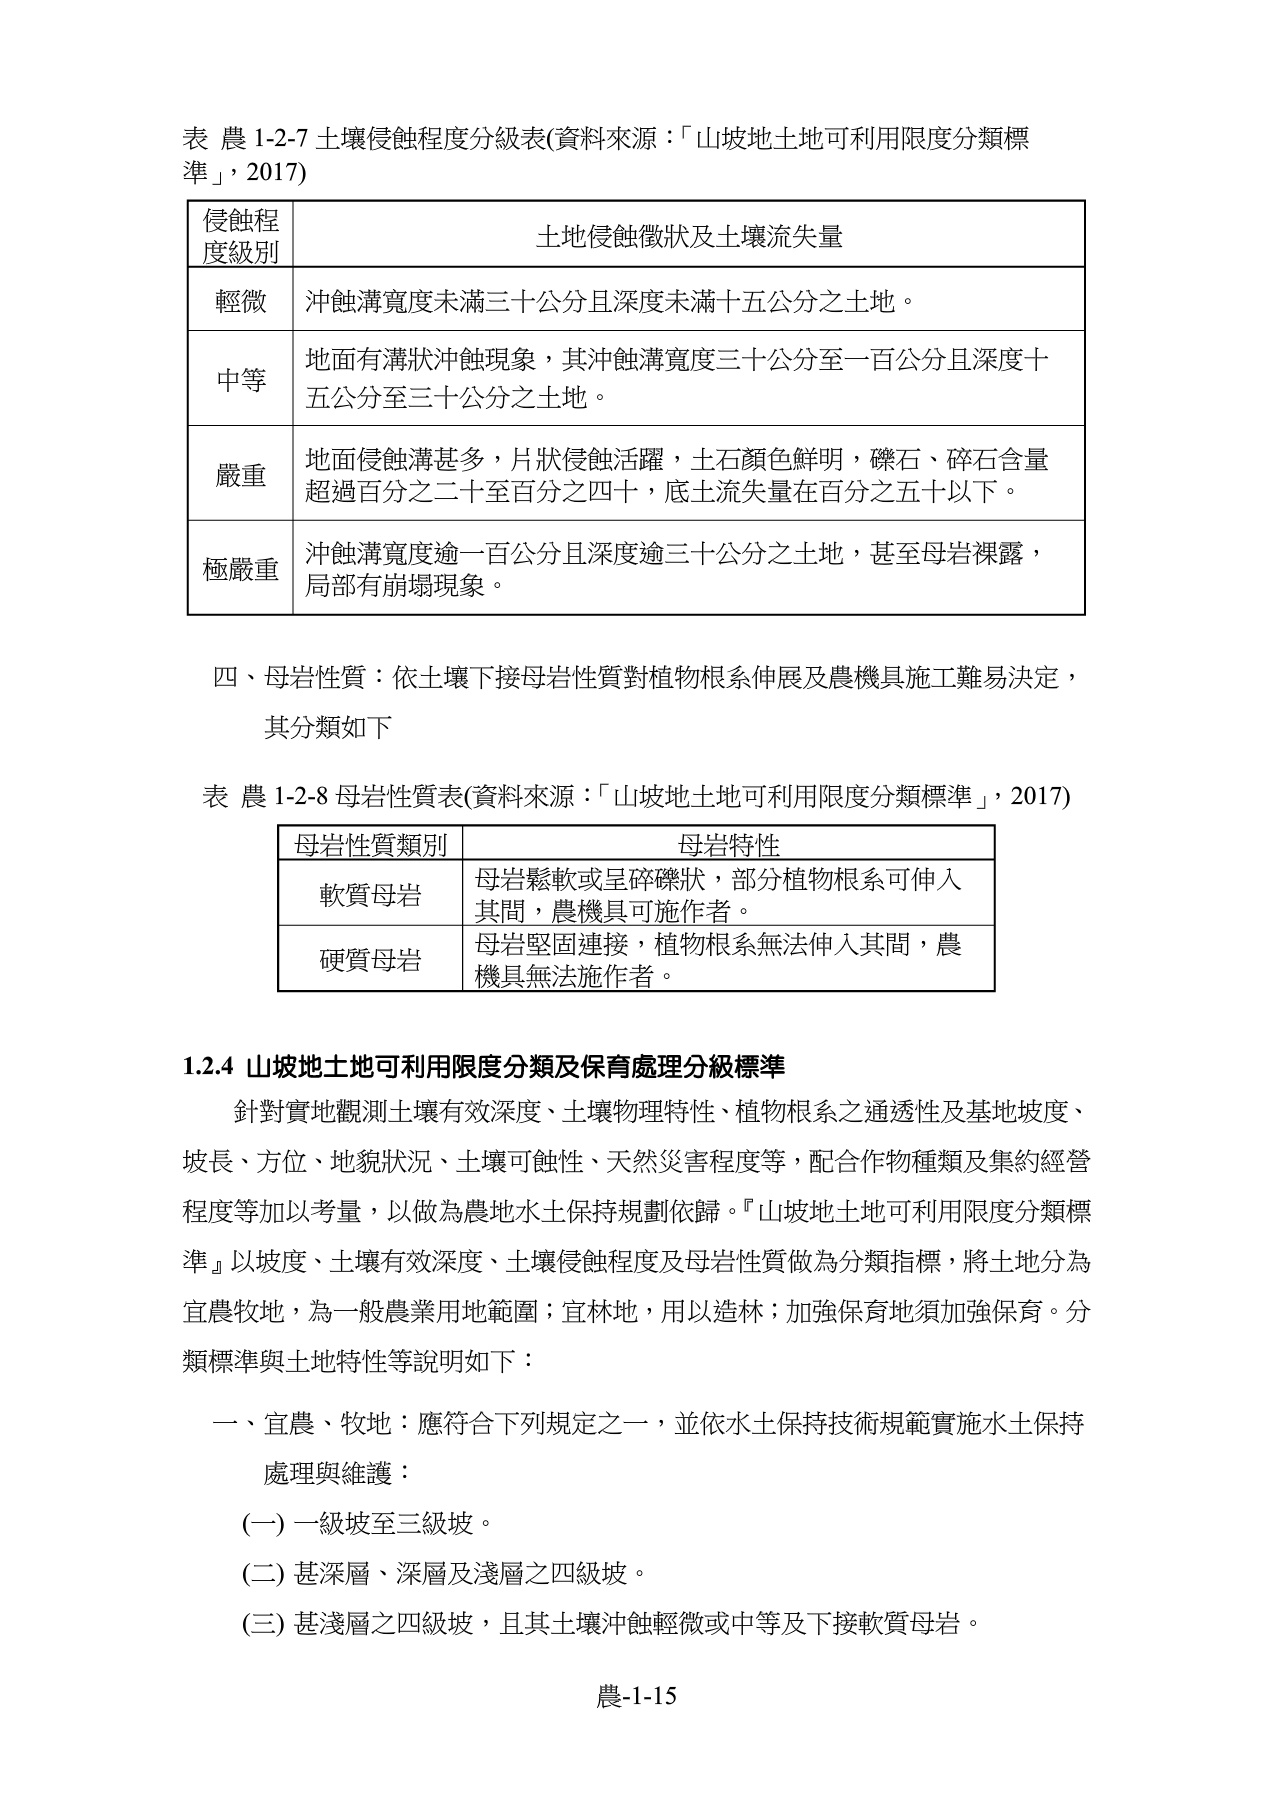 表 農 1-2-7 土壤侵蝕程度分級表(資料來源：「山坡地土地可利用限度分類標
準」，2017)
侵蝕程
度級別
土地侵蝕徵狀及土壤流失量
輕微
沖蝕溝寬度未滿三十公分且深度未滿十五公分之土地。
中等
地面有溝狀沖蝕現象，其沖蝕溝寬度三十公分至一百公分且深度十
五公分至三十公分之土地。
嚴重
地面侵蝕溝甚多，片狀侵蝕活躍，土石顏色鮮明，礫石、碎石含量
超過百分之二十至百分之四十，底土流失量在百分之五十以下。
極嚴重
沖蝕溝寬度逾一百公分且深度逾三十公分之土地，甚至母岩裸露，
局部有崩塌現象。
四、母岩性質：依土壤下接母岩性質對植物根系伸展及農機具施工難易決定，
其分類如下
表 農 1-2-8 母岩性質表(資料來源：「山坡地土地可利用限度分類標準」，2017)
母岩性質類別
母岩特性
軟質母岩
母岩鬆軟或呈碎礫狀，部分植物根系可伸入
其間，農機具可施作者。
硬質母岩
母岩堅固連接，植物根系無法伸入其間，農
機具無法施作者。
1.2.4 山坡地土地可利用限度分類及保育處理分級標準
針對實地觀測土壤有效深度、土壤物理特性、植物根系之通透性及基地坡度、
坡長、方位、地貌狀況、土壤可蝕性、天然災害程度等，配合作物種類及集約經營
程度等加以考量，以做為農地水土保持規劃依歸。『山坡地土地可利用限度分類標
準』以坡度、土壤有效深度、土壤侵蝕程度及母岩性質做為分類指標，將土地分為
宜農牧地，為一般農業用地範圍；宜林地，用以造林；加強保育地須加強保育。分
類標準與土地特性等說明如下：
一、宜農、牧地：應符合下列規定之一，並依水土保持技術規範實施水土保持
處理與維護：
(一) 一級坡至三級坡。
(二) 甚深層、深層及淺層之四級坡。
(三) 甚淺層之四級坡，且其土壤沖蝕輕微或中等及下接軟質母岩。
農-1-15